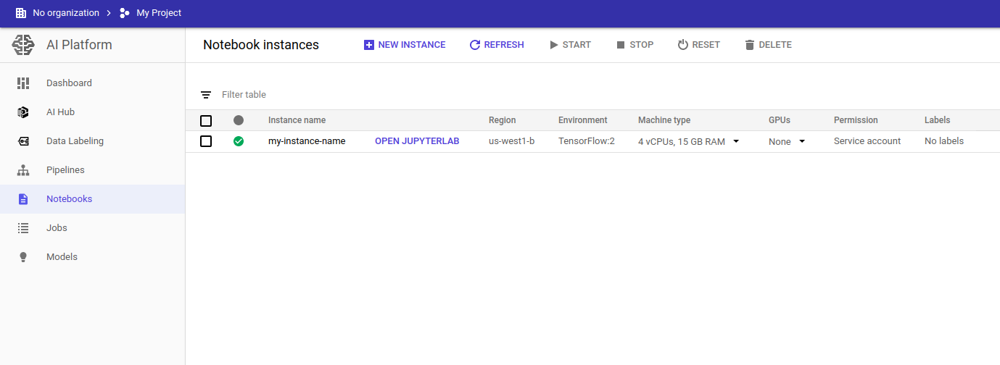 No organization > My Project
AI Platform
Notebook instances NEW INSTANCE REFRESH START STOP RESET DELETE
Dashboard
AI Hub
Data Labeling
Pipelines
Notebooks
Jobs
Models
Filter table
Instance name Region Environment Machine type GPUs Permission Labels
my-instance-name OPEN JUPYTERLAB us-west1-b TensorFlow:2 4 vCPUs, 15 GB RAM None Service account No labels